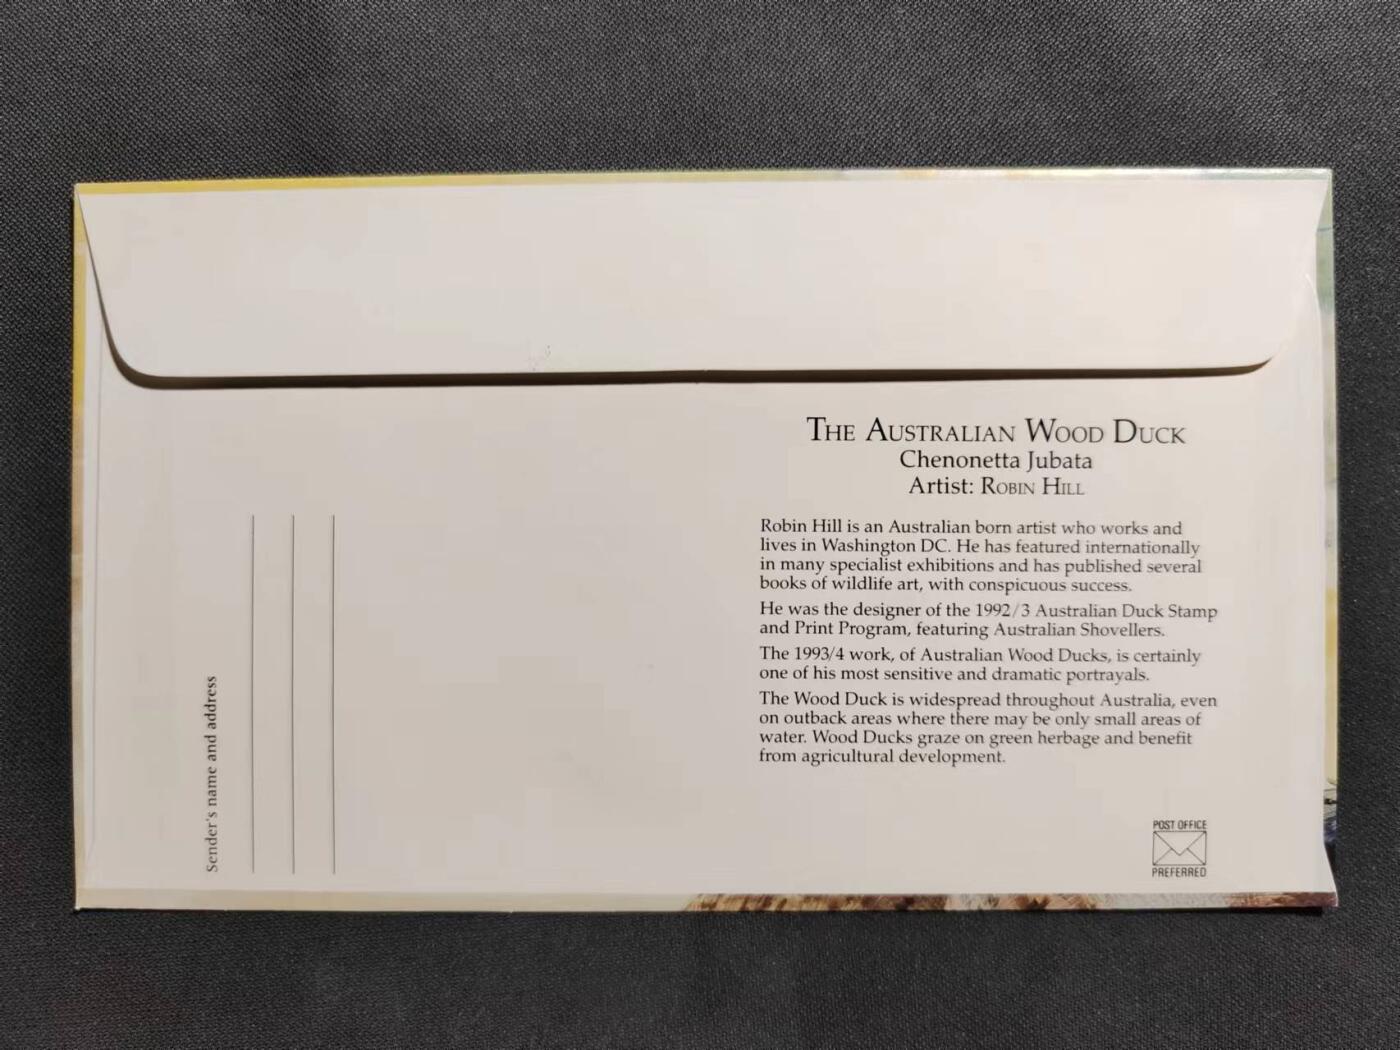 THE AUSTRALIAN WOOD DUCK
Chenonetta Jubata
Artist: ROBIN HILL
Robin Hill is an Australian born artist who works and
lives in Washington DC. He has featured internationally
in many specialist exhibitions and has published several
books of wildlife art, with conspicuous success.
He was the designer of the 1992/3 Australian Duck Stamp
and Print Program, featuring Australian Shovellers.
The 1993/4 work, of Australian Wood Ducks, is certainly
one of his most sensitive and dramatic portrayals.
The Wood Duck is widespread throughout Australia, even
on outback areas where there may be only small areas of
water. Wood Ducks graze on green herbage and benefit
from agricultural development.
Sender's name and address
POST OFFICE
PREFERRED